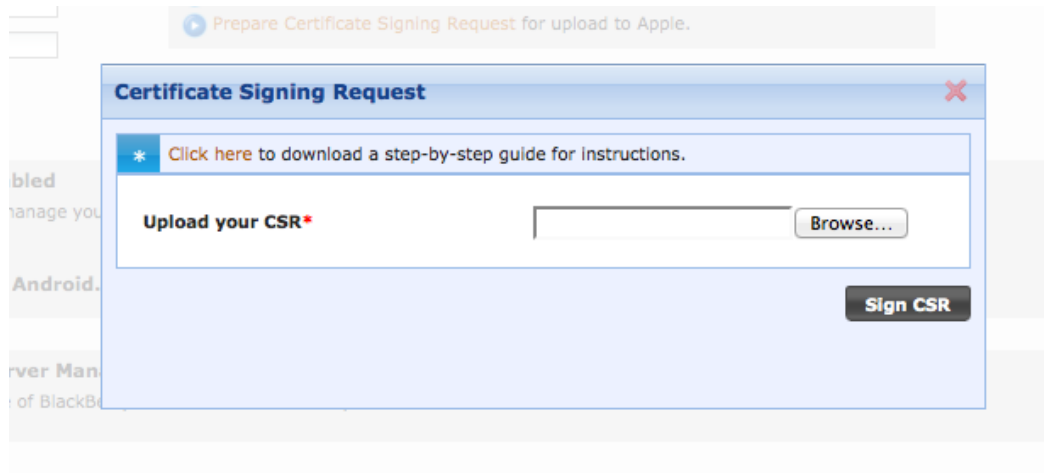 Prepare Certificate Signing Request for upload to Apple.
Certificate Signing Request
* Click here to download a step-by-step guide for instructions.
bled
manage you
Upload your CSR*
Browse...
Android.
Sign CSR
rver Man
e of BlackBe